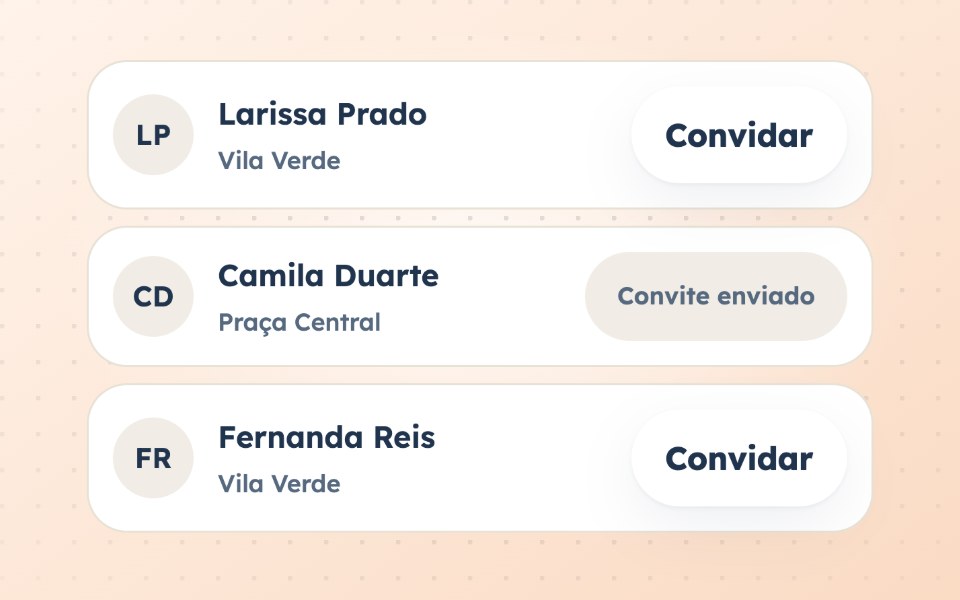 LP
Larissa Prado
Vila Verde
Convidar
CD
Camila Duarte
Praça Central
Convite enviado
FR
Fernanda Reis
Vila Verde
Convidar